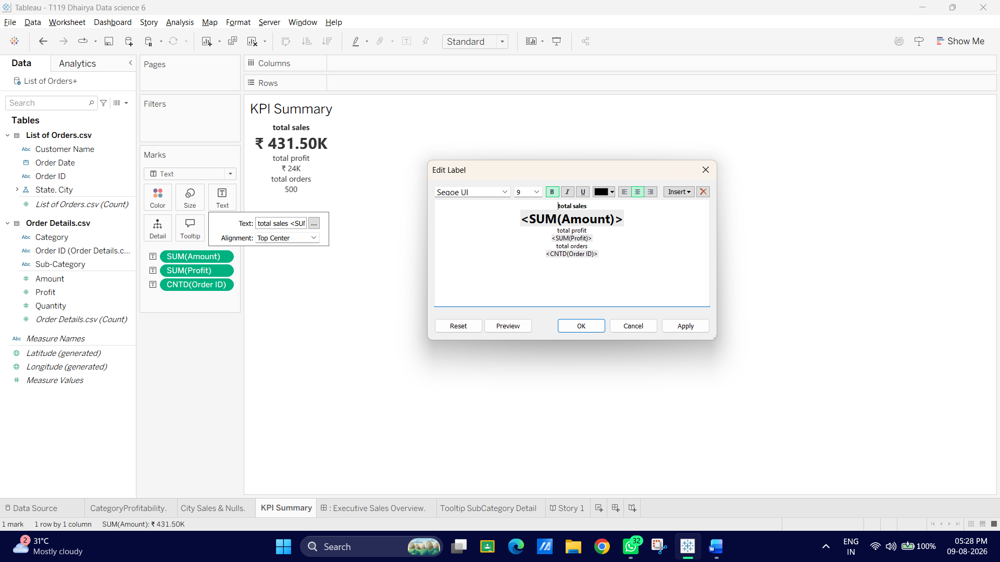 Tableau - T119 Dhairya Data science 6
File Data Worksheet Dashboard Story Analysis Map Format Server Window Help
Standard
Show Me
Data Analytics
List of Orders+
Search
Tables
List of Orders.csv
Abc Customer Name
Order Date
Abc Order ID
State, City
List of Orders.csv (Count)
Order Details.csv
Abc Category
Abc Order ID (Order Details.c...
Abc Sub-Category
Amount
Profit
Quantity
Order Details.csv (Count)
Abc Measure Names
Latitude (generated)
Longitude (generated)
Measure Values
Pages
Filters
Marks
Text
Color Size Text
Detail Tooltip
Text: total sales <SUI ...
Alignment: Top Center
SUM(Amount)
SUM(Profit)
CNTD(Order ID)
Columns
Rows
KPI Summary
total sales
₹ 431.50K
total profit
₹ 24K
total orders
500
Edit Label
Segoe UI 9 B I U Insert
total sales
<SUM(Amount)>
total profit
<SUM(Profit)>
total orders
<CNTD(Order ID)>
Reset Preview OK Cancel Apply
Data Source CategoryProfitability. City Sales & Nulls. KPI Summary : Executive Sales Overview. Tooltip SubCategory Detail Story 1
1 mark 1 row by 1 column SUM(Amount): ₹ 431.50K
2
31°C
Mostly cloudy
Search
32
ENG
IN
100%
05:28 PM
09-08-2026